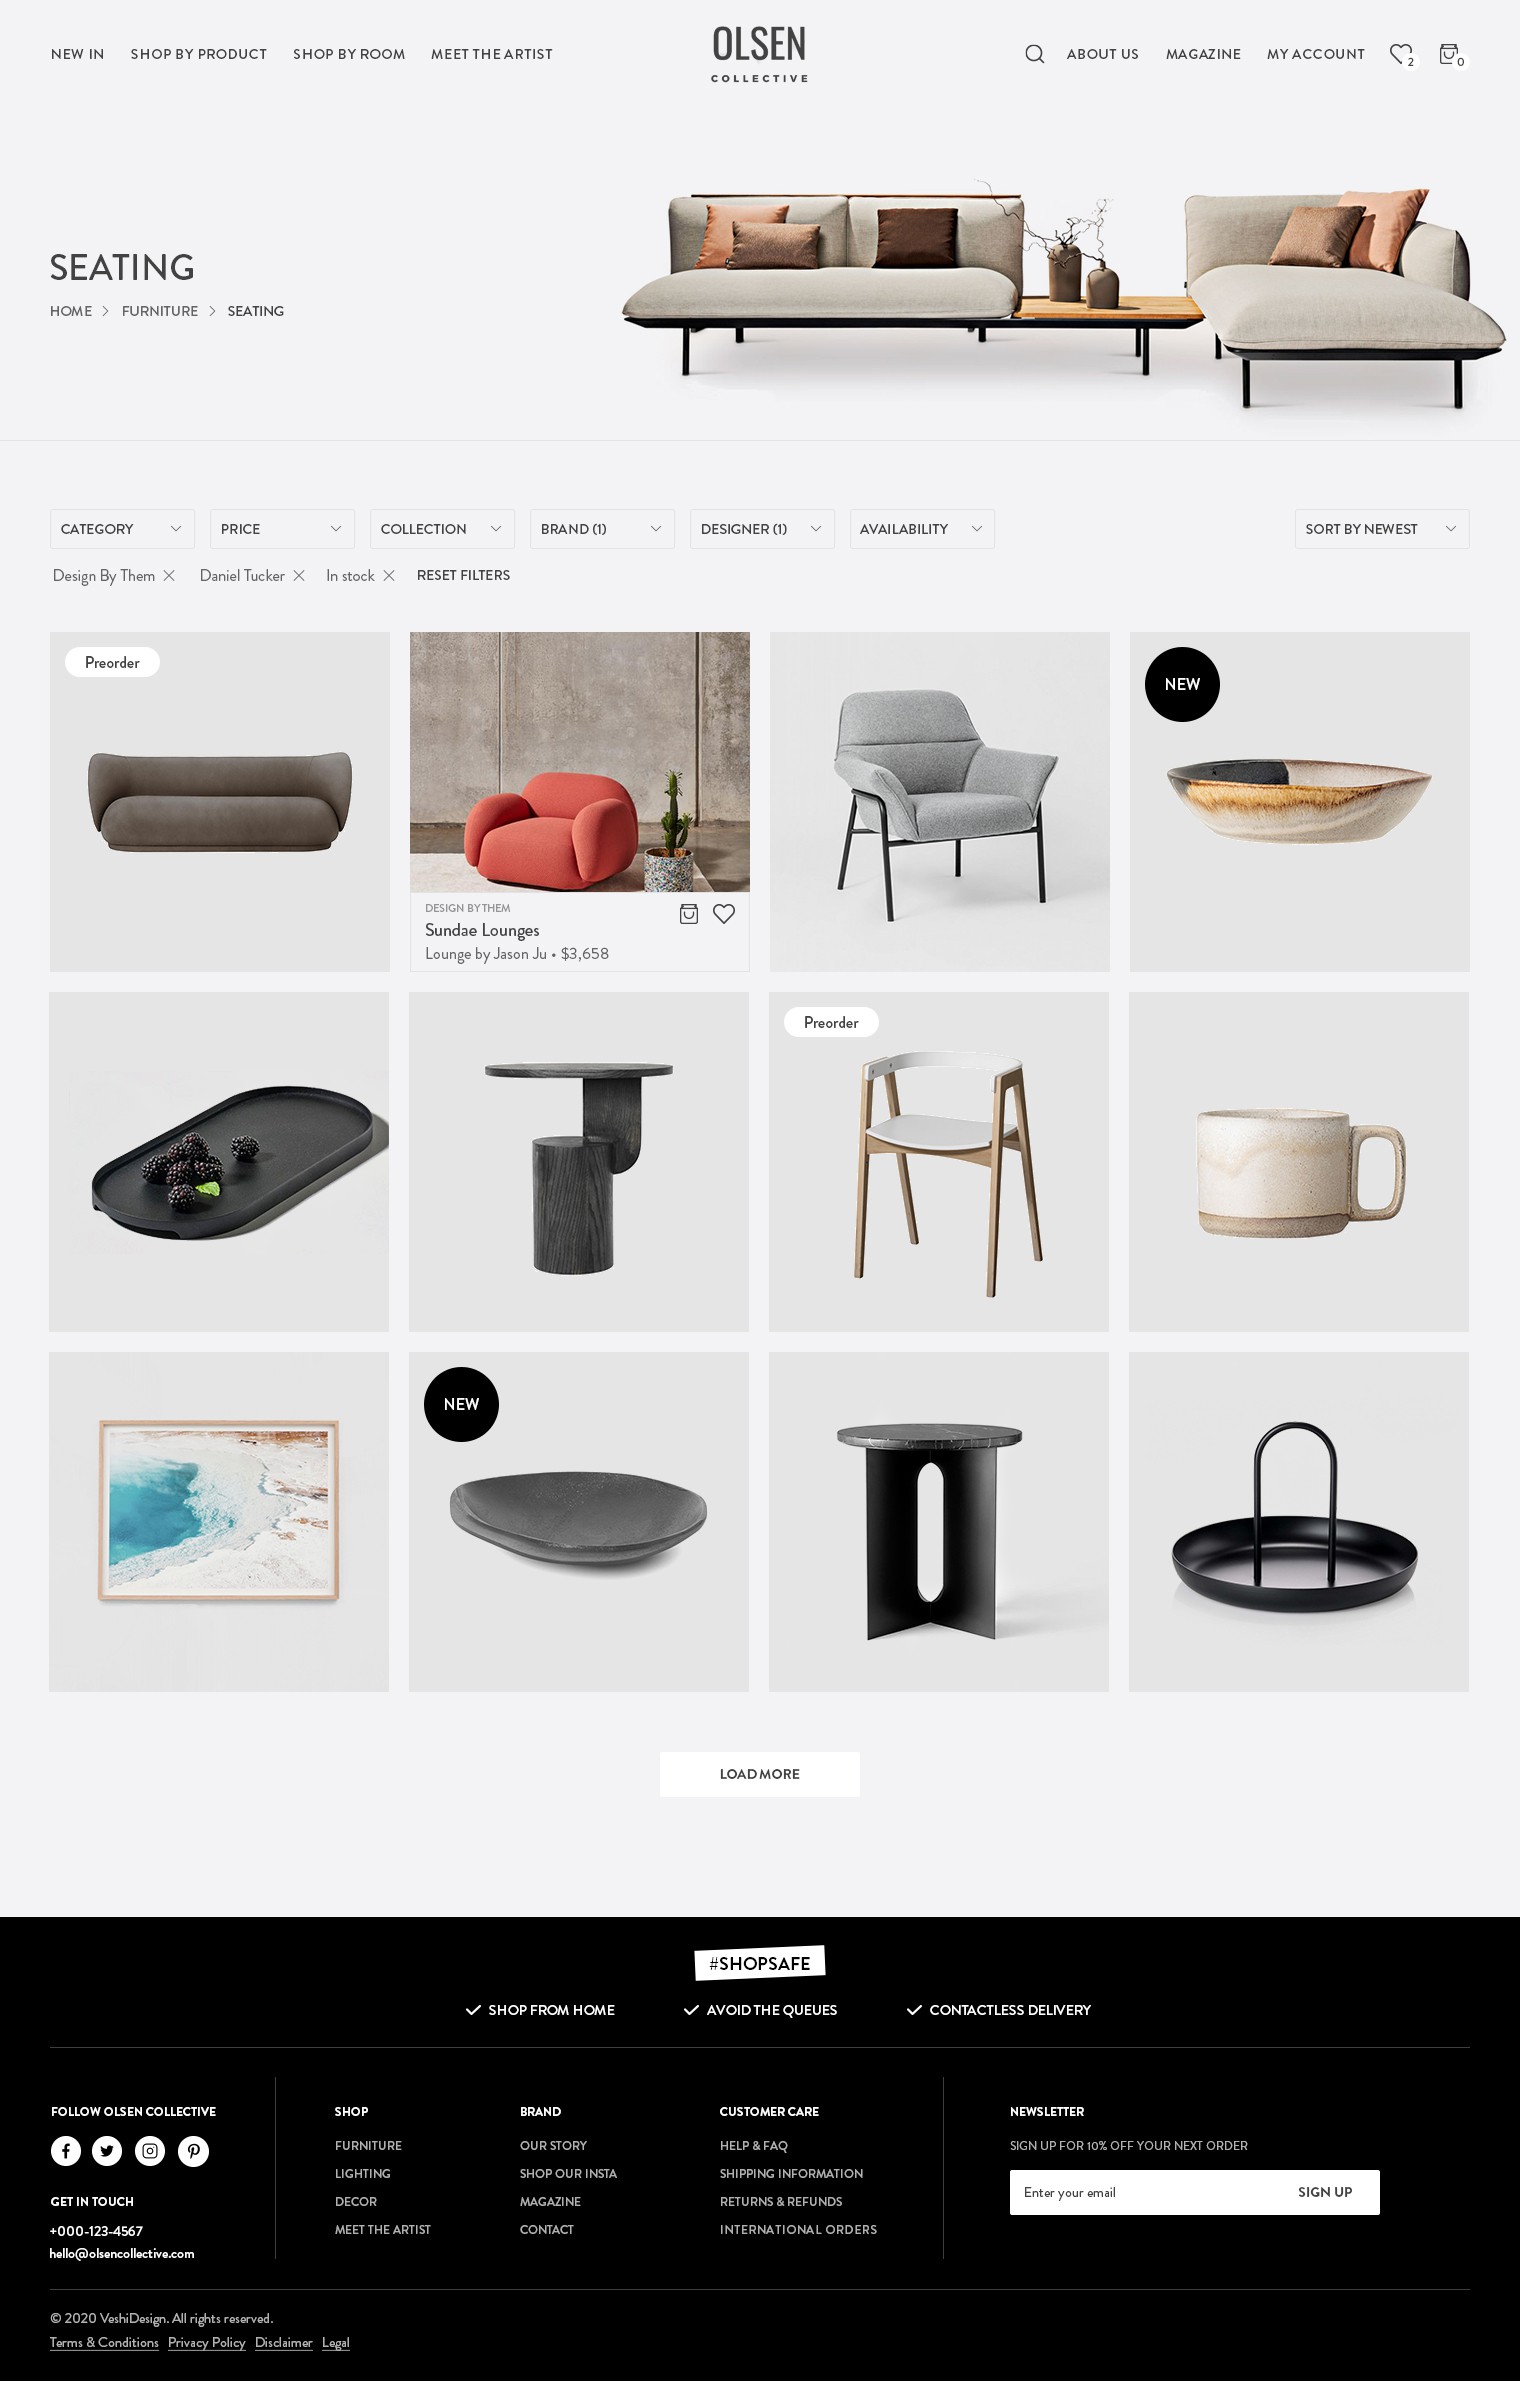 NEW IN SHOP BY PRODUCT SHOP BY ROOM MEET THE ARTIST
OLSEN
COLLECTIVE
ABOUT US MAGAZINE MY ACCOUNT 2 0
SEATING
HOME FURNITURE SEATING
CATEGORY PRICE COLLECTION BRAND (1) DESIGNER (1) AVAILABILITY SORT BY NEWEST
Design By Them Daniel Tucker In stock RESET FILTERS
Preorder
NEW
DESIGN BY THEM
Sundae Lounges
Lounge by Jason Ju • $3,658
Preorder
NEW
LOAD MORE
#SHOPSAFE
SHOP FROM HOME AVOID THE QUEUES CONTACTLESS DELIVERY
FOLLOW OLSEN COLLECTIVE
GET IN TOUCH
+000-123-4567
hello@olsencollective.com
SHOP
FURNITURE
LIGHTING
DECOR
MEET THE ARTIST
BRAND
OUR STORY
SHOP OUR INSTA
MAGAZINE
CONTACT
CUSTOMER CARE
HELP & FAQ
SHIPPING INFORMATION
RETURNS & REFUNDS
INTERNATIONAL ORDERS
NEWSLETTER
SIGN UP FOR 10% OFF YOUR NEXT ORDER
Enter your email SIGN UP
© 2020 VeshiDesign. All rights reserved.
Terms & Conditions Privacy Policy Disclaimer Legal